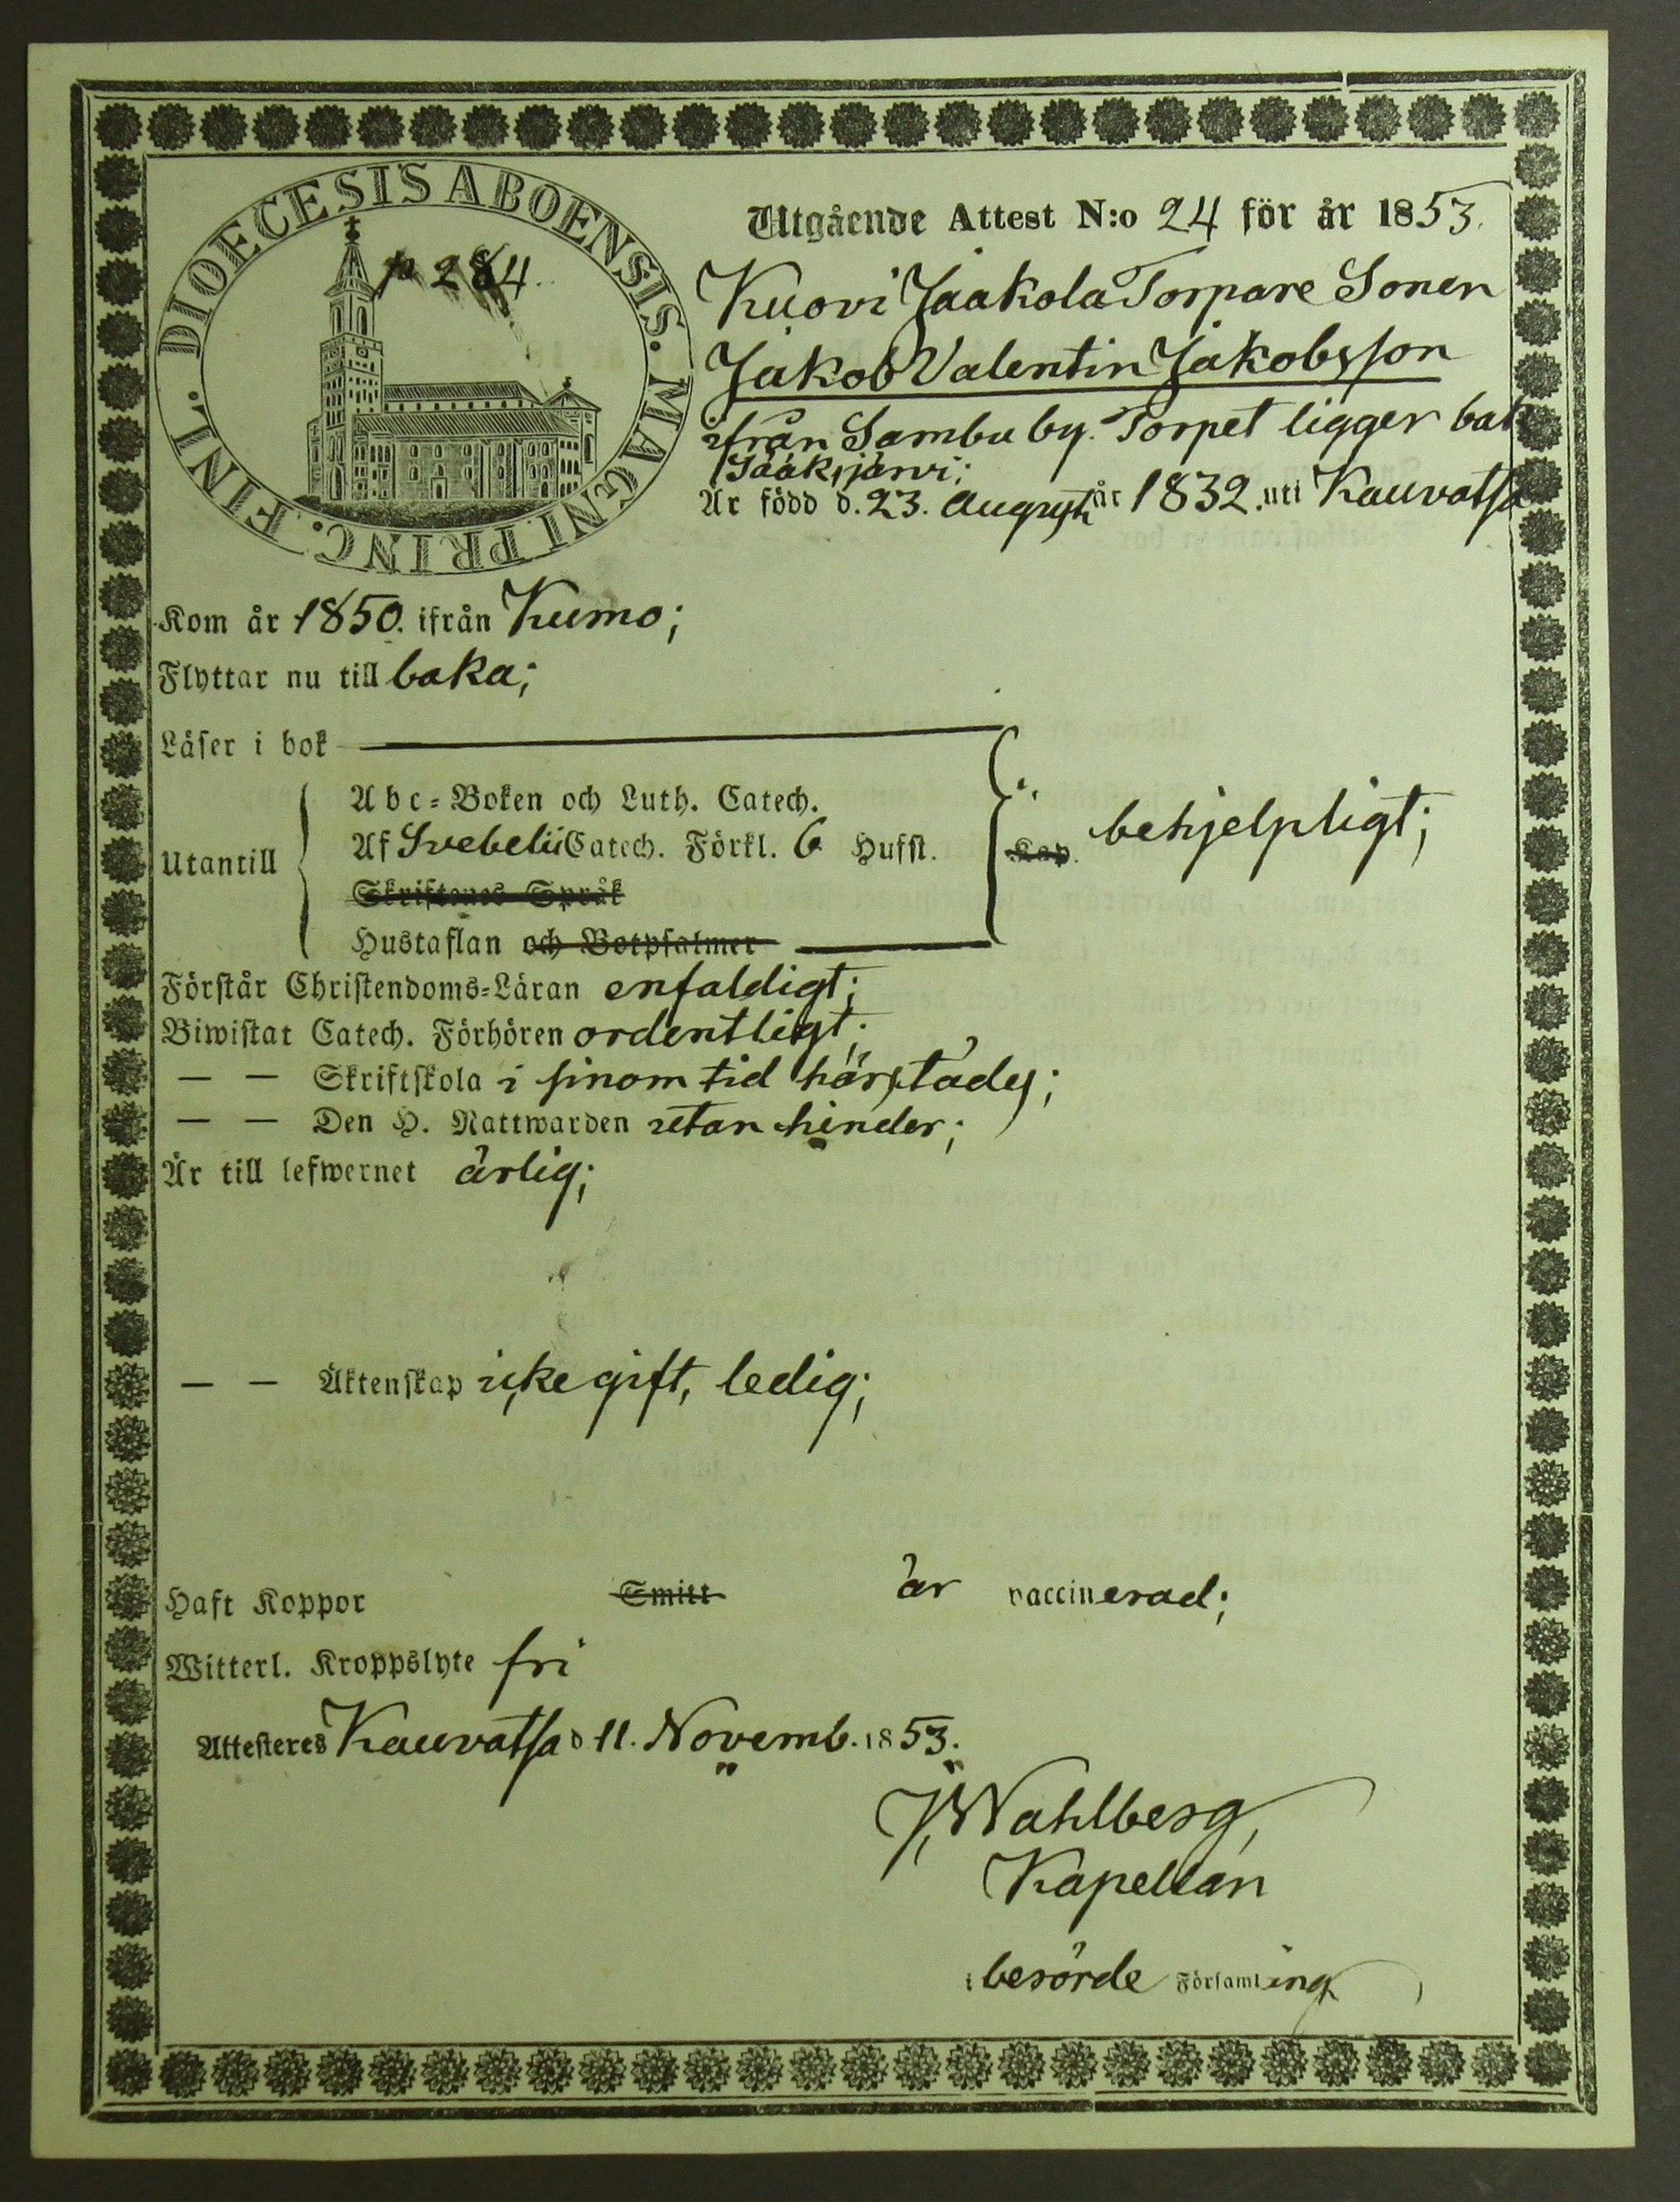 DIOECESIS ABOENSIS. MAGNI PRINC. FINL.
p 284.
Utgående Attest N:o 24 för år 1853.
Kuovi Jaakola Torpare Sonen
Jakob Valentin Jakobsson
ifrån Sambu by. Torpet ligger bak
Sääksjärvi;
Är född d. 23. Augusti år 1832. uti Kauvatsa
Kom år 1850. ifrån Kumo;
Flyttar nu till baka;
Läser i bok
Abc-Boken och Luth. Catech.
Utantill Af Svebelii Catech. Förkl. 6 Hufst. Kap. behjelpligt;
Skriftenes Språk
Hustaflan och Botpsalmer
Förstår Christendoms-Läran enfaldigt;
Biwistat Catech. Förhören ordentligt;
— — Skriftskola i sinom tid härstädes;
— — Den H. Nattwarden utan hinder;
Är till lefwernet ärlig;
— — Äktenskap icke gift, ledig;
Haft Koppor Smitt är vaccinerad;
Witterl. Kroppslyte fri
Attesteres Kauvatsa d 11. Novemb. 1853.
J. Wahlberg,
Kapellan
i berörde Församling